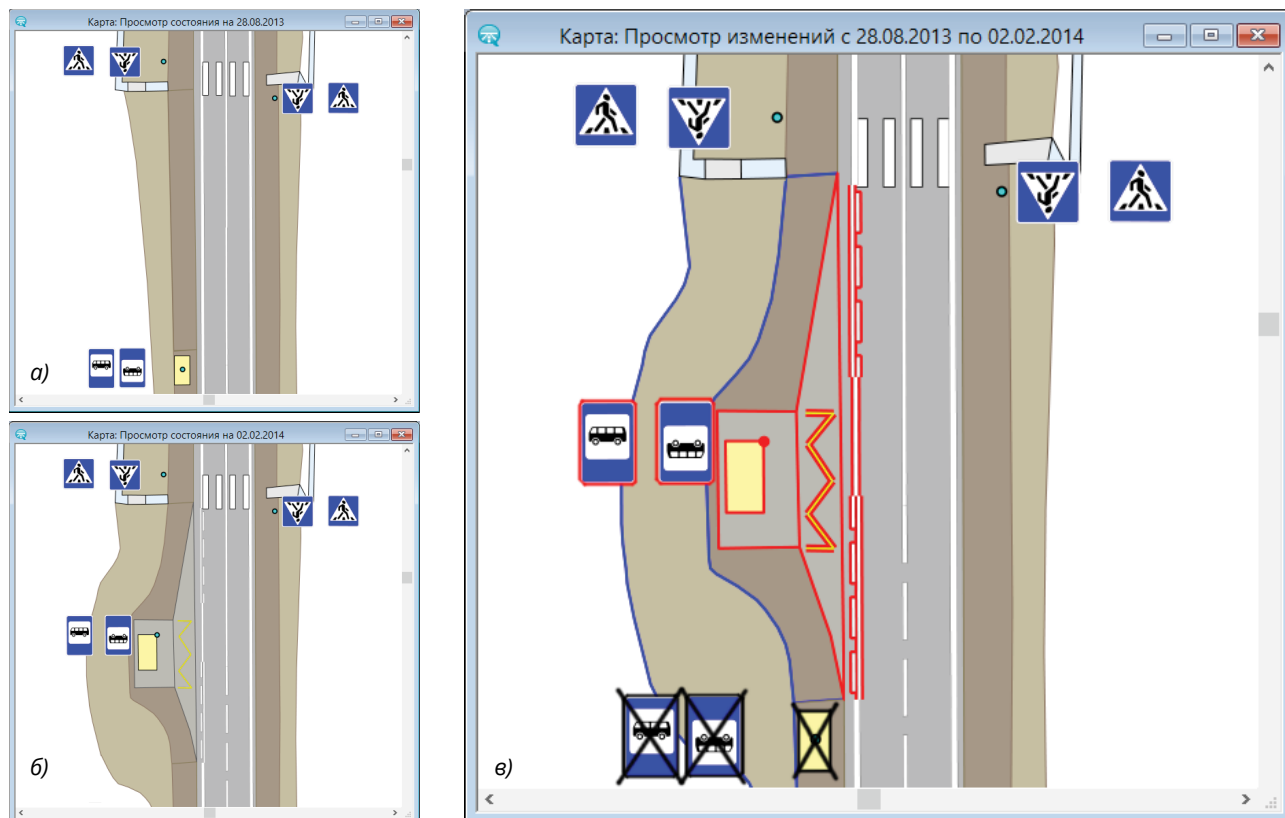 Карта: Просмотр состояния на 28.08.2013
а)
Карта: Просмотр состояния на 02.02.2014
б)
Карта: Просмотр изменений с 28.08.2013 по 02.02.2014
в)